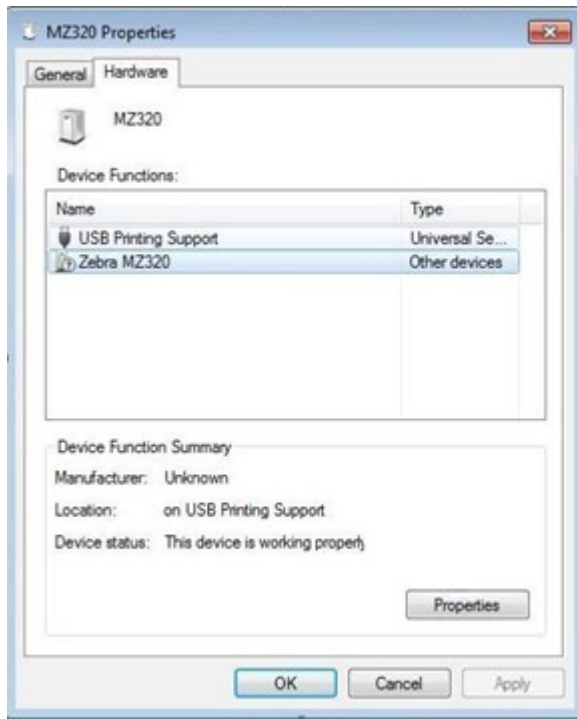 MZ320 Properties
General Hardware
MZ320
Device Functions:
Name Type
USB Printing Support Universal Se...
Zebra MZ320 Other devices
Device Function Summary
Manufacturer: Unknown
Location: on USB Printing Support
Device status: This device is working properly
Properties
OK Cancel Apply